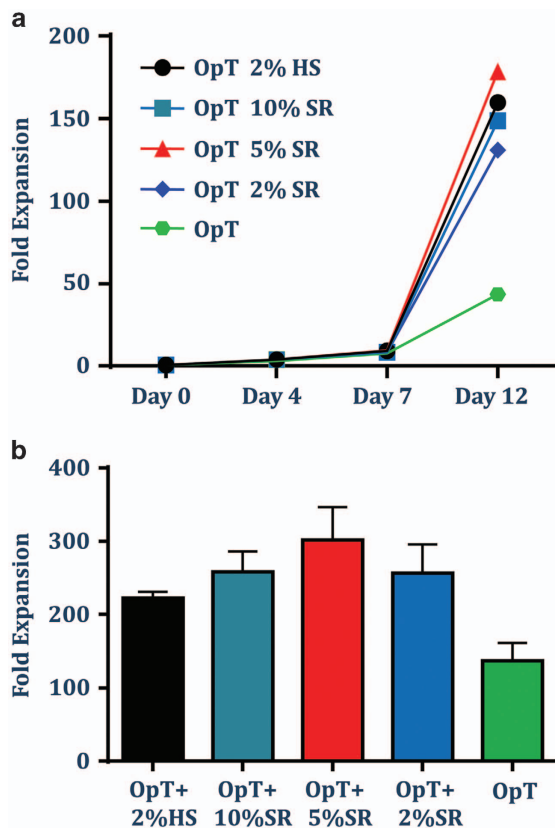 a
200
150
100
50
0
Fold Expansion
OpT 2% HS
OpT 10% SR
OpT 5% SR
OpT 2% SR
OpT
Day 0 Day 4 Day 7 Day 12
b
400
300
200
100
0
Fold Expansion
OpT+ OpT+ OpT+ OpT+ OpT
2%HS 10%SR 5%SR 2%SR